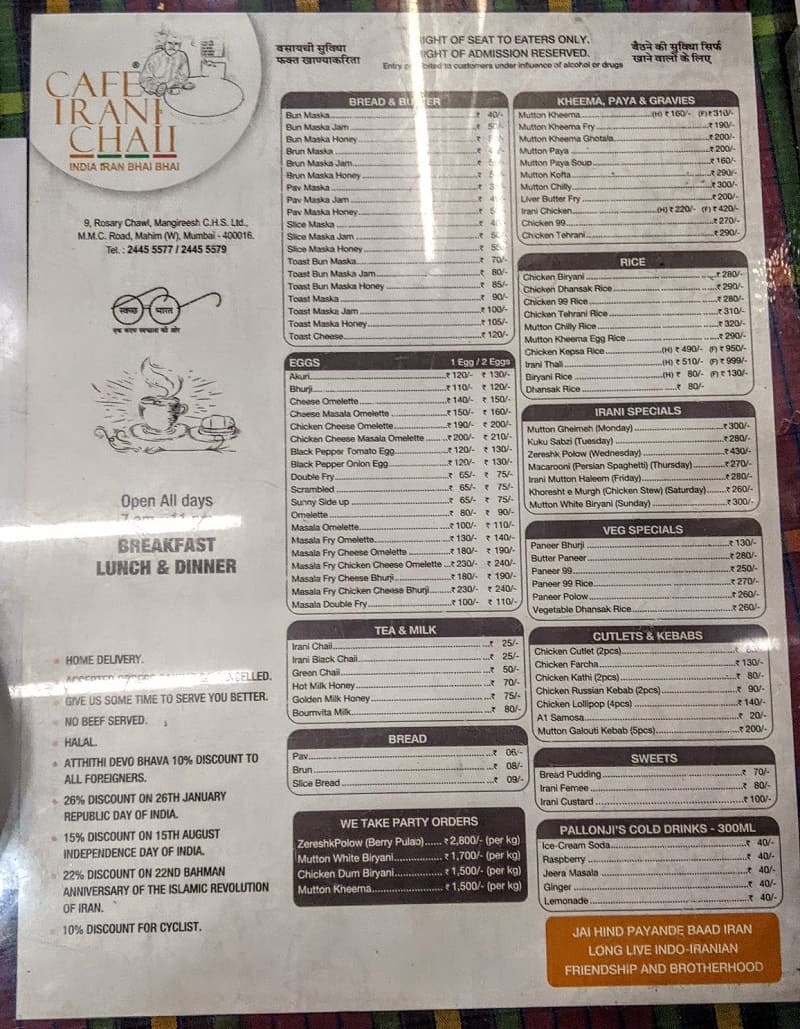 CAFE
IRANI
CHAII
®
INDIA IRAN BHAI BHAI
9, Rosary Chawl, Mangireesh C.H.S. Ltd.,
M.M.C. Road, Mahim (W), Mumbai - 400016.
Tel. : 2445 5577 / 2445 5579
स्वच्छ भारत
एक कदम स्वच्छता की ओर
Open All days
BREAKFAST
LUNCH & DINNER
HOME DELIVERY.
GIVE US SOME TIME TO SERVE YOU BETTER.
NO BEEF SERVED.
HALAL.
ATTHITHI DEVO BHAVA 10% DISCOUNT TO
ALL FOREIGNERS.
26% DISCOUNT ON 26TH JANUARY
REPUBLIC DAY OF INDIA.
15% DISCOUNT ON 15TH AUGUST
INDEPENDENCE DAY OF INDIA.
22% DISCOUNT ON 22ND BAHMAN
ANNIVERSARY OF THE ISLAMIC REVOLUTION
OF IRAN.
10% DISCOUNT FOR CYCLIST.
बसायची सुविधा
फक्त खाण्याकरिता
OF SEAT TO EATERS ONLY.
OF ADMISSION RESERVED.
Entry to customers under influence of alcohol or drugs
बैठने की सुविधा सिर्फ
खाने वालों के लिए
BREAD &
Bun Maska ₹ 40/-
Bun Maska Jam ₹
Bun Maska Honey ₹
Brun Maska ₹
Brun Maska Jam ₹
Brun Maska Honey ₹
Pav Maska ₹
Pav Maska Jam ₹
Pav Maska Honey ₹
Slice Maska ₹
Slice Maska Jam ₹
Slice Maska Honey ₹
Toast Bun Maska ₹ 70/-
Toast Bun Maska Jam ₹ 80/-
Toast Bun Maska Honey ₹ 85/-
Toast Maska ₹ 90/-
Toast Maska Jam ₹100/-
Toast Maska Honey ₹105/-
Toast Cheese ₹120/-
EGGS 1 Egg / 2 Eggs
Akuri ₹120/- ₹ 130/-
Bhurji ₹110/- ₹ 120/-
Cheese Omelette ₹140/- ₹ 150/-
Cheese Masala Omelette ₹150/- ₹ 160/-
Chicken Cheese Omelette ₹190/- ₹ 200/-
Chicken Cheese Masala Omelette ₹200/- ₹ 210/-
Black Pepper Tomato Egg ₹120/- ₹ 130/-
Black Pepper Onion Egg ₹120/- ₹ 130/-
Double Fry ₹ 65/- ₹ 75/-
Scrambled ₹ 65/- ₹ 75/-
Sunny Side up ₹ 65/- ₹ 75/-
Omelette ₹ 80/- ₹ 90/-
Masala Omelette ₹100/- ₹ 110/-
Masala Fry Omelette ₹130/- ₹ 140/-
Masala Fry Cheese Omelette ₹180/- ₹ 190/-
Masala Fry Chicken Cheese Omelette ₹230/- ₹ 240/-
Masala Fry Cheese Bhurji ₹180/- ₹ 190/-
Masala Fry Chicken Cheese Bhurji ₹230/- ₹ 240/-
Masala Double Fry ₹100/- ₹ 110/-
TEA & MILK
Irani Chaii ₹ 25/-
Irani Black Chaii ₹ 25/-
Green Chaii ₹ 50/-
Hot Milk Honey ₹ 70/-
Golden Milk Honey ₹ 75/-
Bournvita Milk ₹ 80/-
BREAD
Pav ₹ 06/-
Brun ₹ 08/-
Slice Bread ₹ 09/-
WE TAKE PARTY ORDERS
ZereshkPolow (Berry Pulao) ₹2,800/- (per kg)
Mutton White Biryani ₹1,700/- (per kg)
Chicken Dum Biryani ₹1,500/- (per kg)
Mutton Kheema ₹1,500/- (per kg)
KHEEMA, PAYA & GRAVIES
Mutton Kheema (H) ₹160/- (F)₹310/-
Mutton Kheema Fry ₹190/-
Mutton Kheema Ghotala ₹200/-
Mutton Paya ₹200/-
Mutton Paya Soup ₹160/-
Mutton Kofta ₹290/-
Mutton Chilly ₹300/-
Liver Butter Fry ₹200/-
Irani Chicken (H)₹220/- (F)₹420/-
Chicken 99 ₹270/-
Chicken Tehrani ₹290/-
RICE
Chicken Biryani ₹280/-
Chicken Dhansak Rice ₹290/-
Chicken 99 Rice ₹280/-
Chicken Tehrani Rice ₹310/-
Mutton Chilly Rice ₹320/-
Mutton Kheema Egg Rice ₹290/-
Chicken Kepsa Rice (H) ₹490/- (F) ₹950/-
Irani Thali (H) ₹510/- (F) ₹999/-
Biryani Rice (H) ₹ 80/- (F) ₹130/-
Dhansak Rice ₹ 80/-
IRANI SPECIALS
Mutton Gheimeh (Monday) ₹300/-
Kuku Sabzi (Tuesday) ₹280/-
Zereshk Polow (Wednesday) ₹430/-
Macarooni (Persian Spaghetti) (Thursday) ₹270/-
Irani Mutton Haleem (Friday) ₹280/-
Khoresht e Murgh (Chicken Stew) (Saturday) ₹260/-
Mutton White Biryani (Sunday) ₹300/-
VEG SPECIALS
Paneer Bhurji ₹130/-
Butter Paneer ₹280/-
Paneer 99 ₹250/-
Paneer 99 Rice ₹270/-
Paneer Polow ₹260/-
Vegetable Dhansak Rice ₹260/-
CUTLETS & KEBABS
Chicken Cutlet (2pcs) ₹
Chicken Farcha ₹130/-
Chicken Kathi (2pcs) ₹ 80/-
Chicken Russian Kebab (2pcs) ₹ 90/-
Chicken Lollipop (4pcs) ₹140/-
A1 Samosa ₹ 20/-
Mutton Galouti Kebab (5pcs) ₹200/-
SWEETS
Bread Pudding ₹ 70/-
Irani Fernee ₹ 80/-
Irani Custard ₹100/-
PALLONJI'S COLD DRINKS - 300ML
Ice-Cream Soda ₹ 40/-
Raspberry ₹ 40/-
Jeera Masala ₹ 40/-
Ginger ₹ 40/-
Lemonade ₹ 40/-
JAI HIND PAYANDE BAAD IRAN
LONG LIVE INDO-IRANIAN
FRIENDSHIP AND BROTHERHOOD